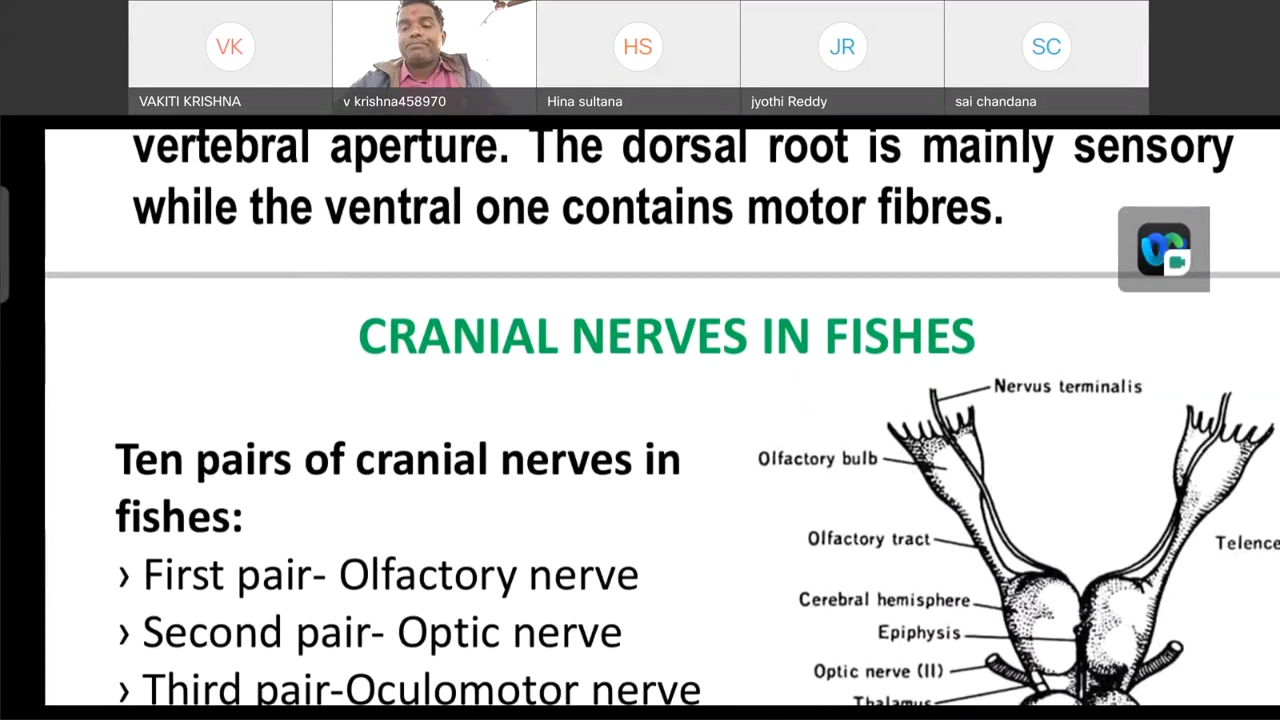 VK
HS
JR
SC
VAKITI KRISHNA
v krishna458970
Hina sultana
jyothi Reddy
sai chandana
vertebral aperture. The dorsal root is mainly sensory
while the ventral one contains motor fibres.
CRANIAL NERVES IN FISHES
Ten pairs of cranial nerves in
fishes:
› First pair- Olfactory nerve
› Second pair- Optic nerve
› Third pair-Oculomotor nerve
Nervus terminalis
Olfactory bulb
Olfactory tract
Telence
Cerebral hemisphere
Epiphysis
Optic nerve (II)
Thalamus